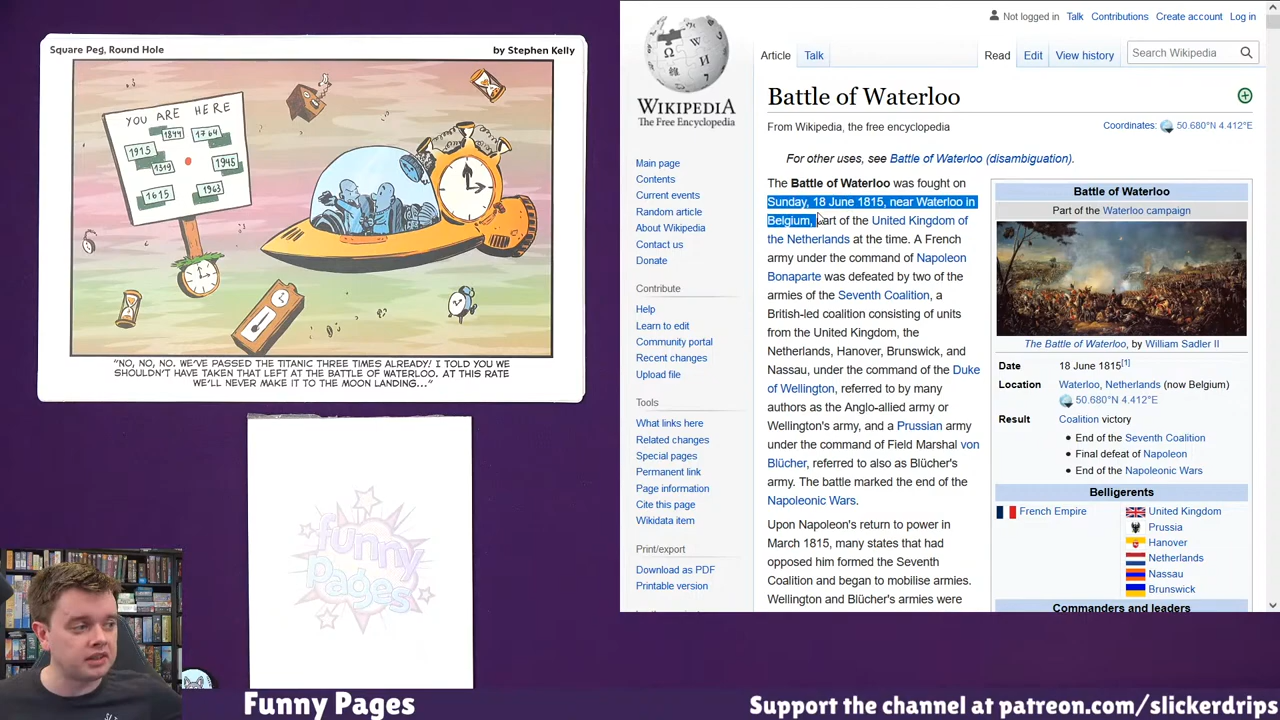 Square Peg, Round Hole
by Stephen Kelly
YOU ARE HERE
1844
1764
1915
1319
1945
1615
1963
"NO, NO, NO. WE'VE PASSED THE TITANIC THREE TIMES ALREADY! I TOLD YOU WE
SHOULDN'T HAVE TAKEN THAT LEFT AT THE BATTLE OF WATERLOO. AT THIS RATE
WE'LL NEVER MAKE IT TO THE MOON LANDING..."
funny
Pages
Funny Pages
Support the channel at patreon.com/slickerdrips
WIKIPEDIA
The Free Encyclopedia
Main page
Contents
Current events
Random article
About Wikipedia
Contact us
Donate
Contribute
Help
Learn to edit
Community portal
Recent changes
Upload file
Tools
What links here
Related changes
Special pages
Permanent link
Page information
Cite this page
Wikidata item
Print/export
Download as PDF
Printable version
Not logged in Talk Contributions Create account Log in
Article Talk Read Edit View history Search Wikipedia
Battle of Waterloo
From Wikipedia, the free encyclopedia
Coordinates: 50.680°N 4.412°E
For other uses, see Battle of Waterloo (disambiguation).
The Battle of Waterloo was fought on
Sunday, 18 June 1815, near Waterloo in
Belgium, part of the United Kingdom of
the Netherlands at the time. A French
army under the command of Napoleon
Bonaparte was defeated by two of the
armies of the Seventh Coalition, a
British-led coalition consisting of units
from the United Kingdom, the
Netherlands, Hanover, Brunswick, and
Nassau, under the command of the Duke
of Wellington, referred to by many
authors as the Anglo-allied army or
Wellington's army, and a Prussian army
under the command of Field Marshal von
Blücher, referred to also as Blücher's
army. The battle marked the end of the
Napoleonic Wars.
Upon Napoleon's return to power in
March 1815, many states that had
opposed him formed the Seventh
Coalition and began to mobilise armies.
Wellington and Blücher's armies were
Battle of Waterloo
Part of the Waterloo campaign
The Battle of Waterloo, by William Sadler II
Date 18 June 1815[1]
Location Waterloo, Netherlands (now Belgium)
50.680°N 4.412°E
Result Coalition victory
End of the Seventh Coalition
Final defeat of Napoleon
End of the Napoleonic Wars
Belligerents
French Empire
United Kingdom
Prussia
Hanover
Netherlands
Nassau
Brunswick
Commanders and leaders